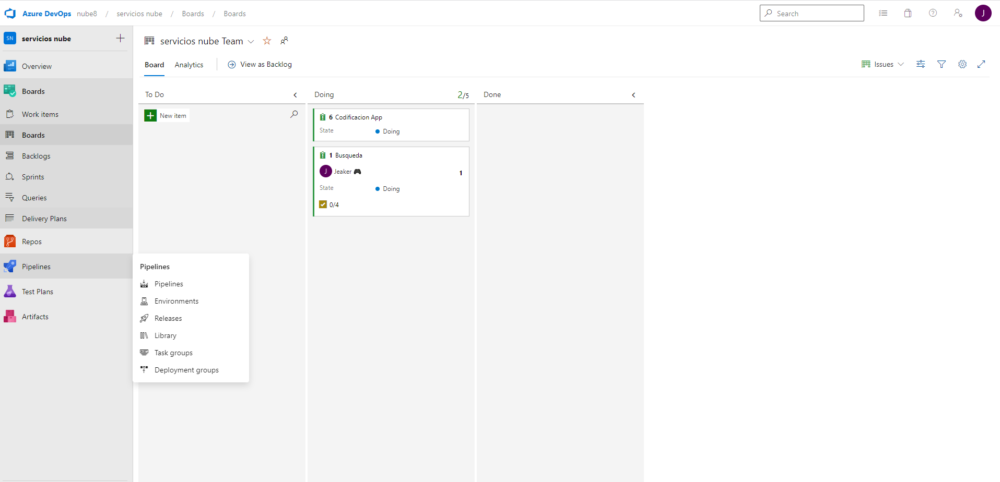 Azure DevOps nube8 / servicios nube / Boards / Boards
Search
J
SN servicios nube
Overview
Boards
Work items
Boards
Backlogs
Sprints
Queries
Delivery Plans
Repos
Pipelines
Test Plans
Artifacts
Pipelines
Pipelines
Environments
Releases
Library
Task groups
Deployment groups
servicios nube Team
Board Analytics View as Backlog
Issues
To Do
New item
Doing 2/5
6 Codificacion App
State Doing
1 Busqueda
J Jeaker 1
State Doing
0/4
Done